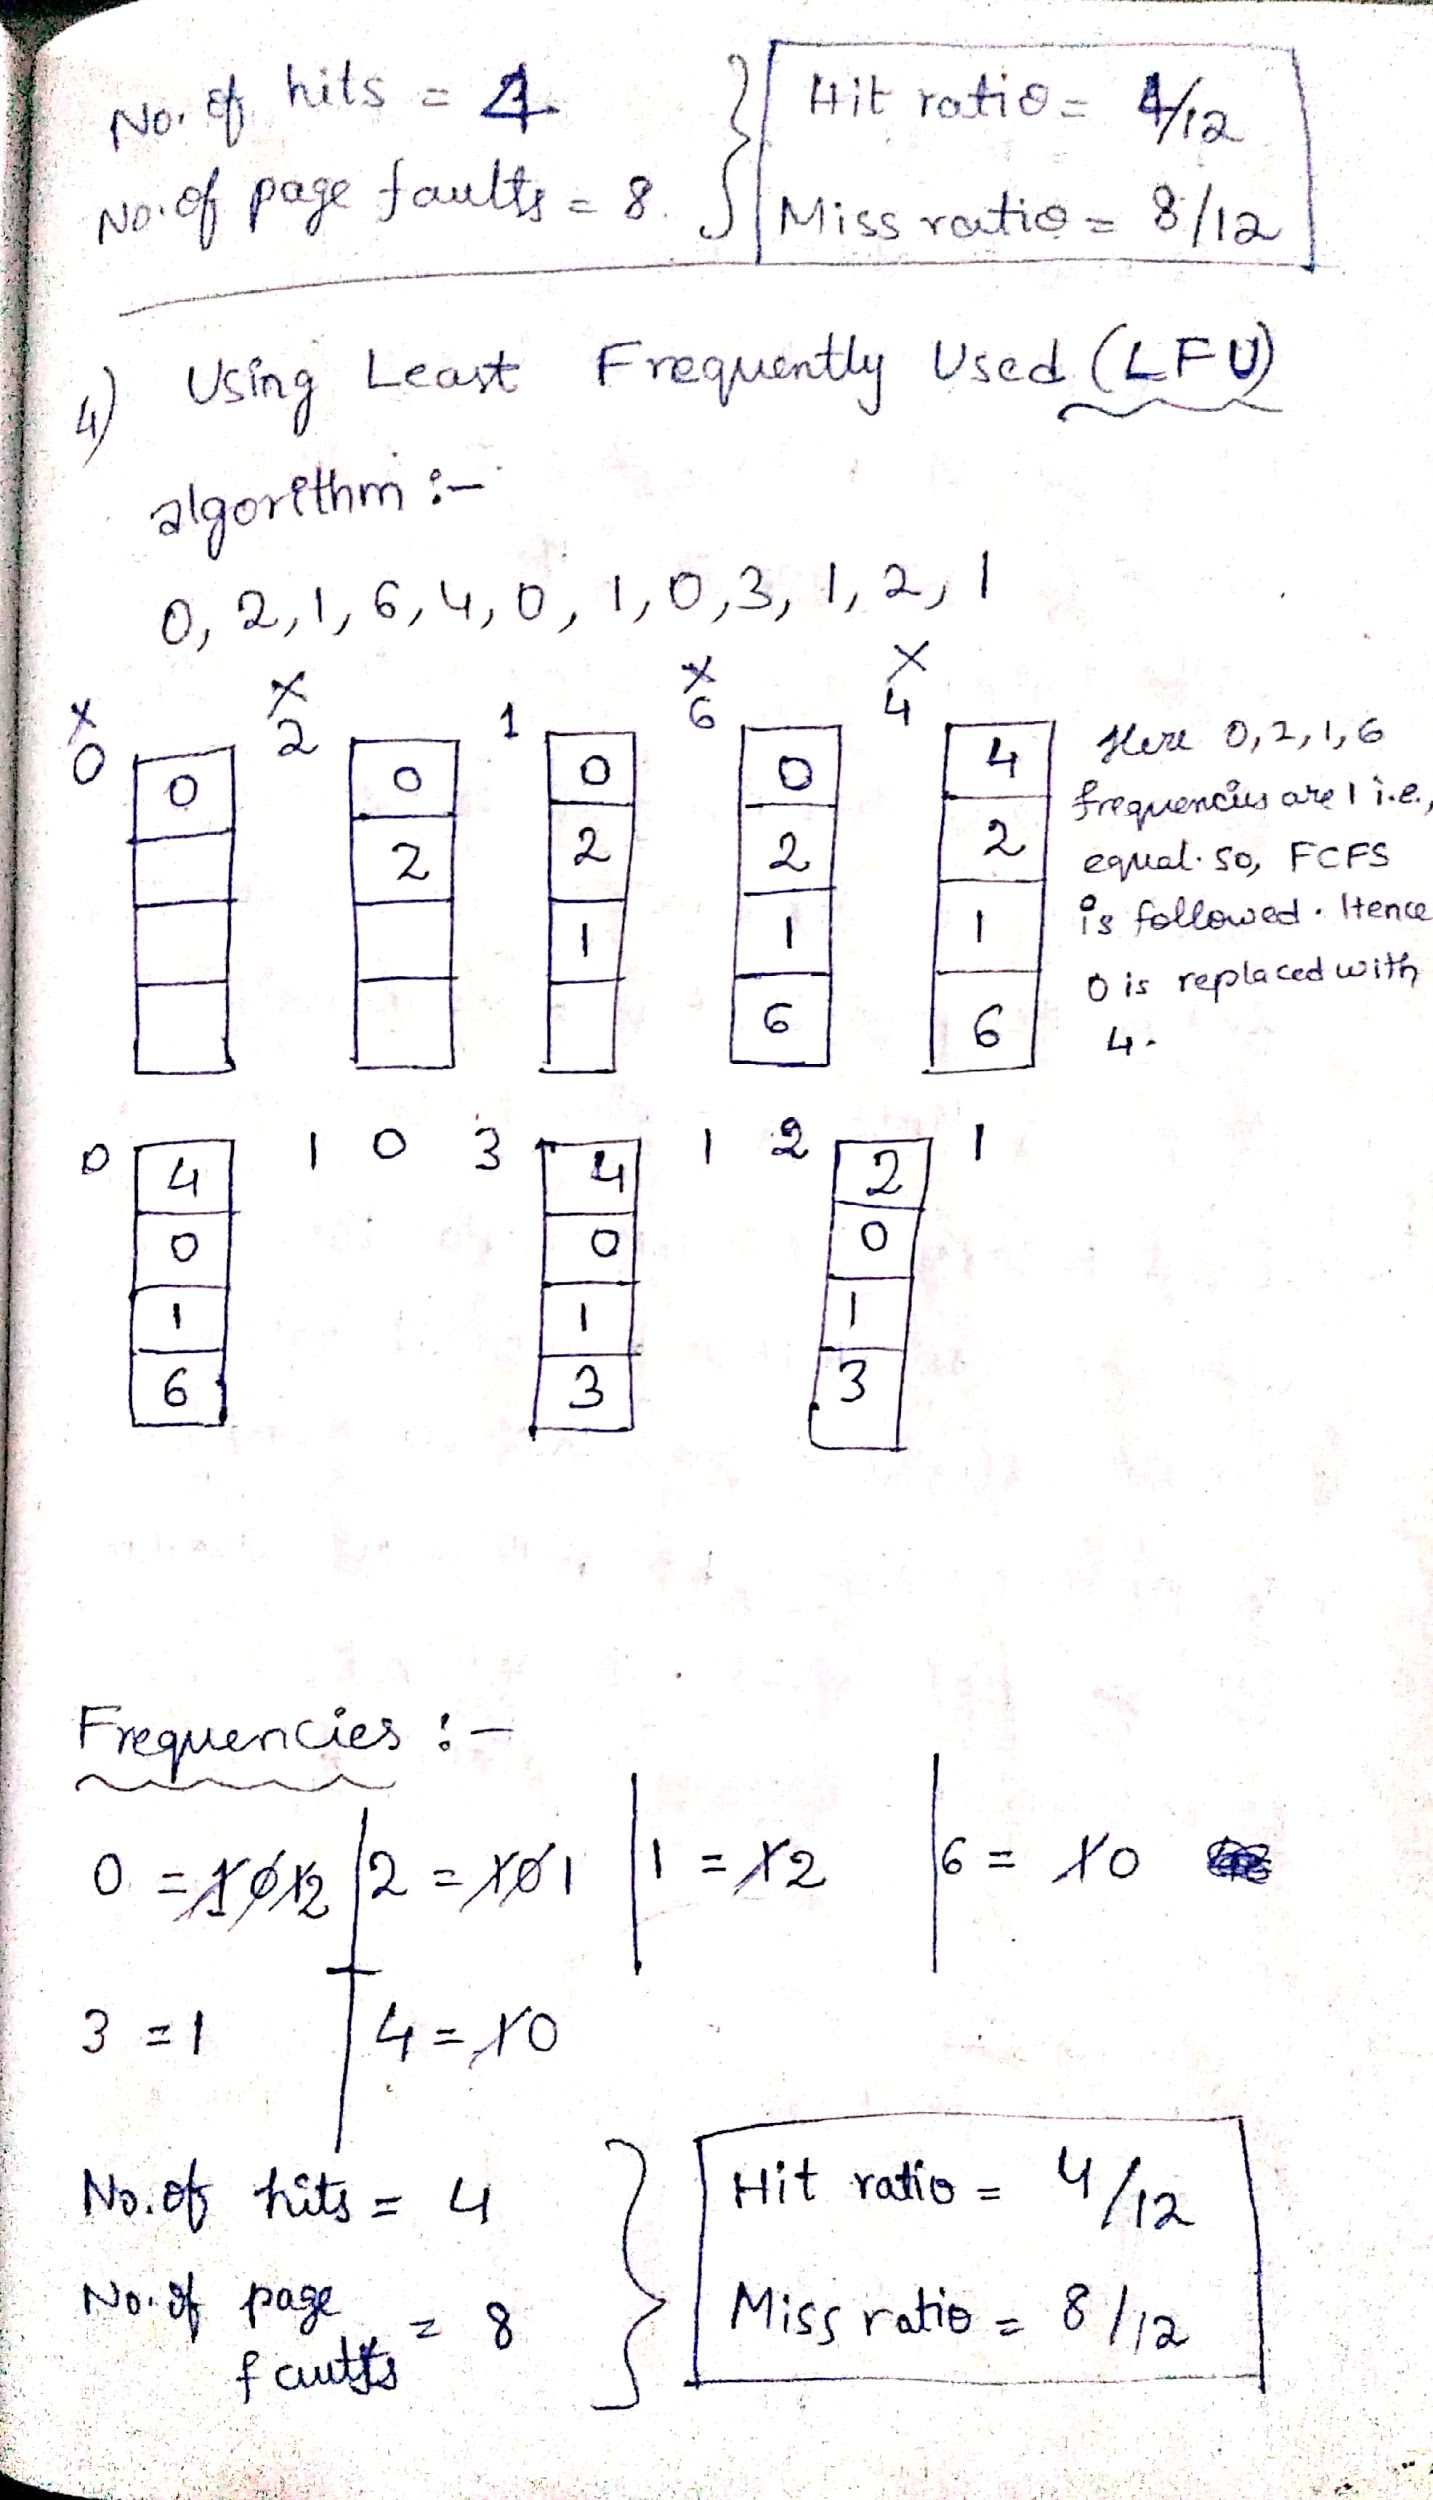 No. of hits = 4
No. of page faults = 8.
Hit ratio = 4/12
Miss ratio = 8/12
4) Using Least Frequently Used (LFU)
algorithm :-
0, 2, 1, 6, 4, 0, 1, 0, 3, 1, 2, 1
x x x x
0 2 1 6 4
0 0 0 0 4
2 2 2 2
1 1 1
6 6
Here 0, 2, 1, 6
frequencies are 1 i.e.,
equal. So, FCFS
is followed. Hence
0 is replaced with
4.
0 1 0 3 1 2 1
4 4 2
0 0 0
1 1 1
6 3 3
Frequencies :-
0 = 1 0 1 2 | 2 = 1 0 1 | 1 = 1 2 | 6 = 1 0
3 = 1 | 4 = 1 0
No. of hits = 4
No. of page faults = 8
Hit ratio = 4/12
Miss ratio = 8/12